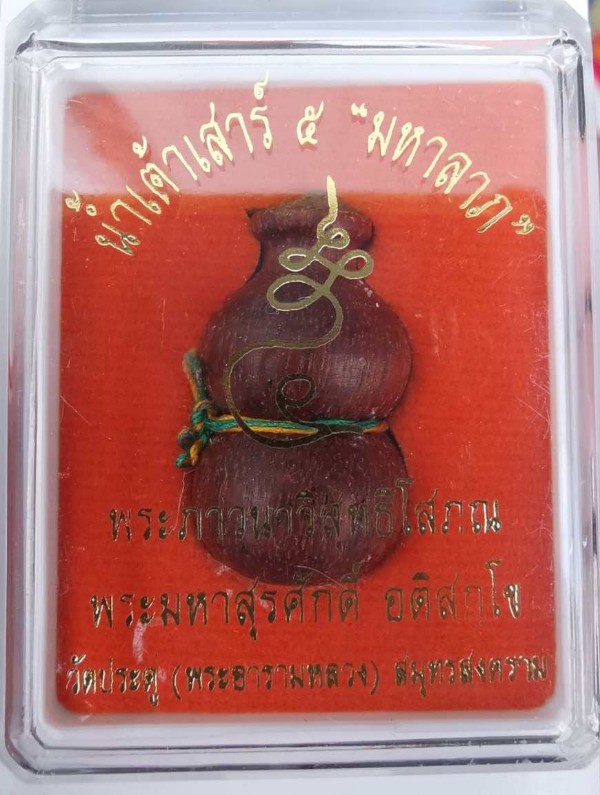 น้ำเต้าเสาร์ ๕ "มหาลาภ"
พระภาวนาวิสุทธิโสภณ
พระมหาสุรศักดิ์ อติสกโข
วัดประดู่ (พระอารามหลวง) สมุทรสงคราม